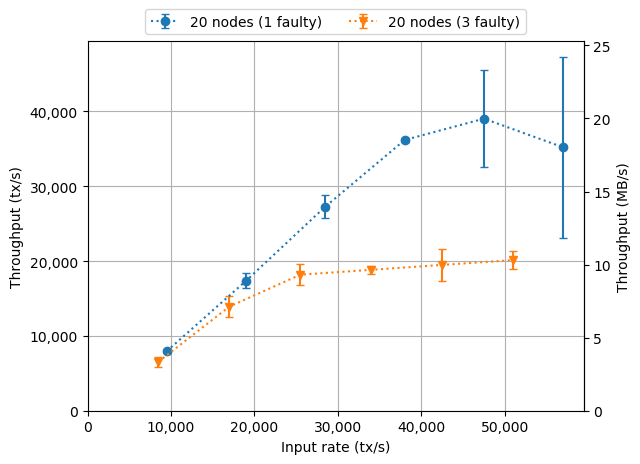 20 nodes (1 faulty) 20 nodes (3 faulty)
Throughput (tx/s)
40,000
30,000
20,000
10,000
0
25
20
15
10
5
0
Throughput (MB/s)
0 10,000 20,000 30,000 40,000 50,000
Input rate (tx/s)